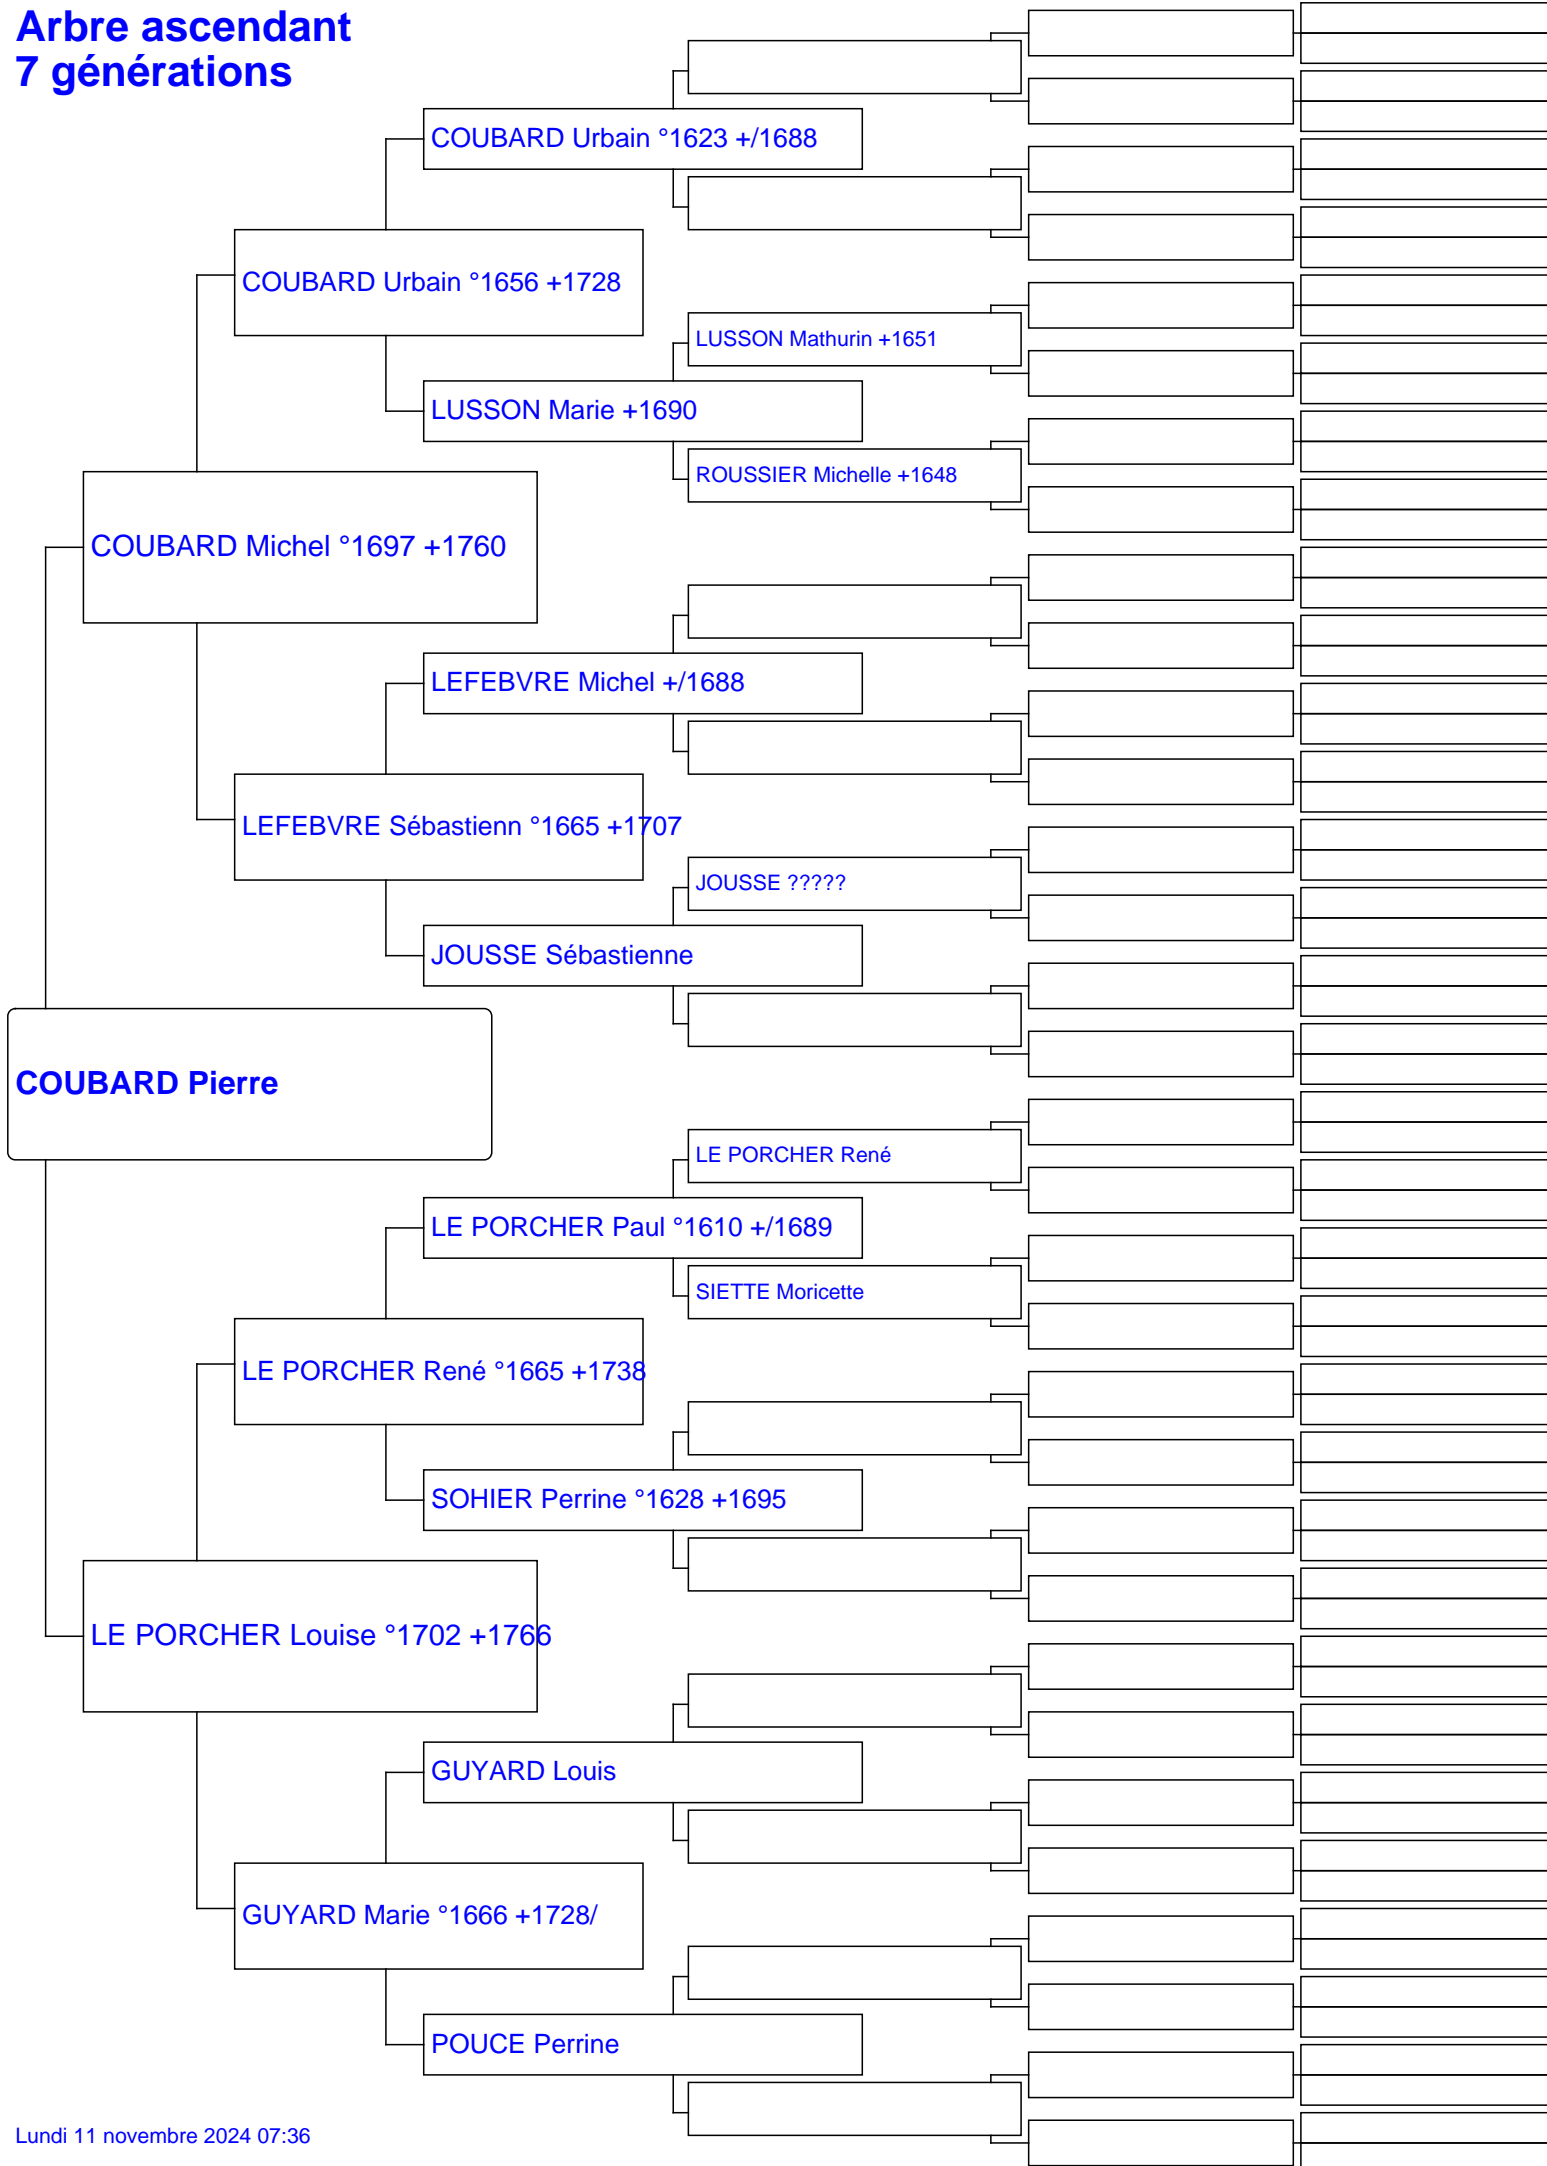 Arbre ascendant
7 générations
COUBARD Urbain °1623 +/1688
COUBARD Urbain °1656 +1728
LUSSON Mathurin +1651
LUSSON Marie +1690
ROUSSIER Michelle +1648
COUBARD Michel °1697 +1760
LEFEBVRE Michel +/1688
LEFEBVRE Sébastienn °1665 +1707
JOUSSE ?????
JOUSSE Sébastienne
COUBARD Pierre
LE PORCHER René
LE PORCHER Paul °1610 +/1689
SIETTE Moricette
LE PORCHER René °1665 +1738
SOHIER Perrine °1628 +1695
LE PORCHER Louise °1702 +1766
GUYARD Louis
GUYARD Marie °1666 +1728/
POUCE Perrine
Lundi 11 novembre 2024 07:36